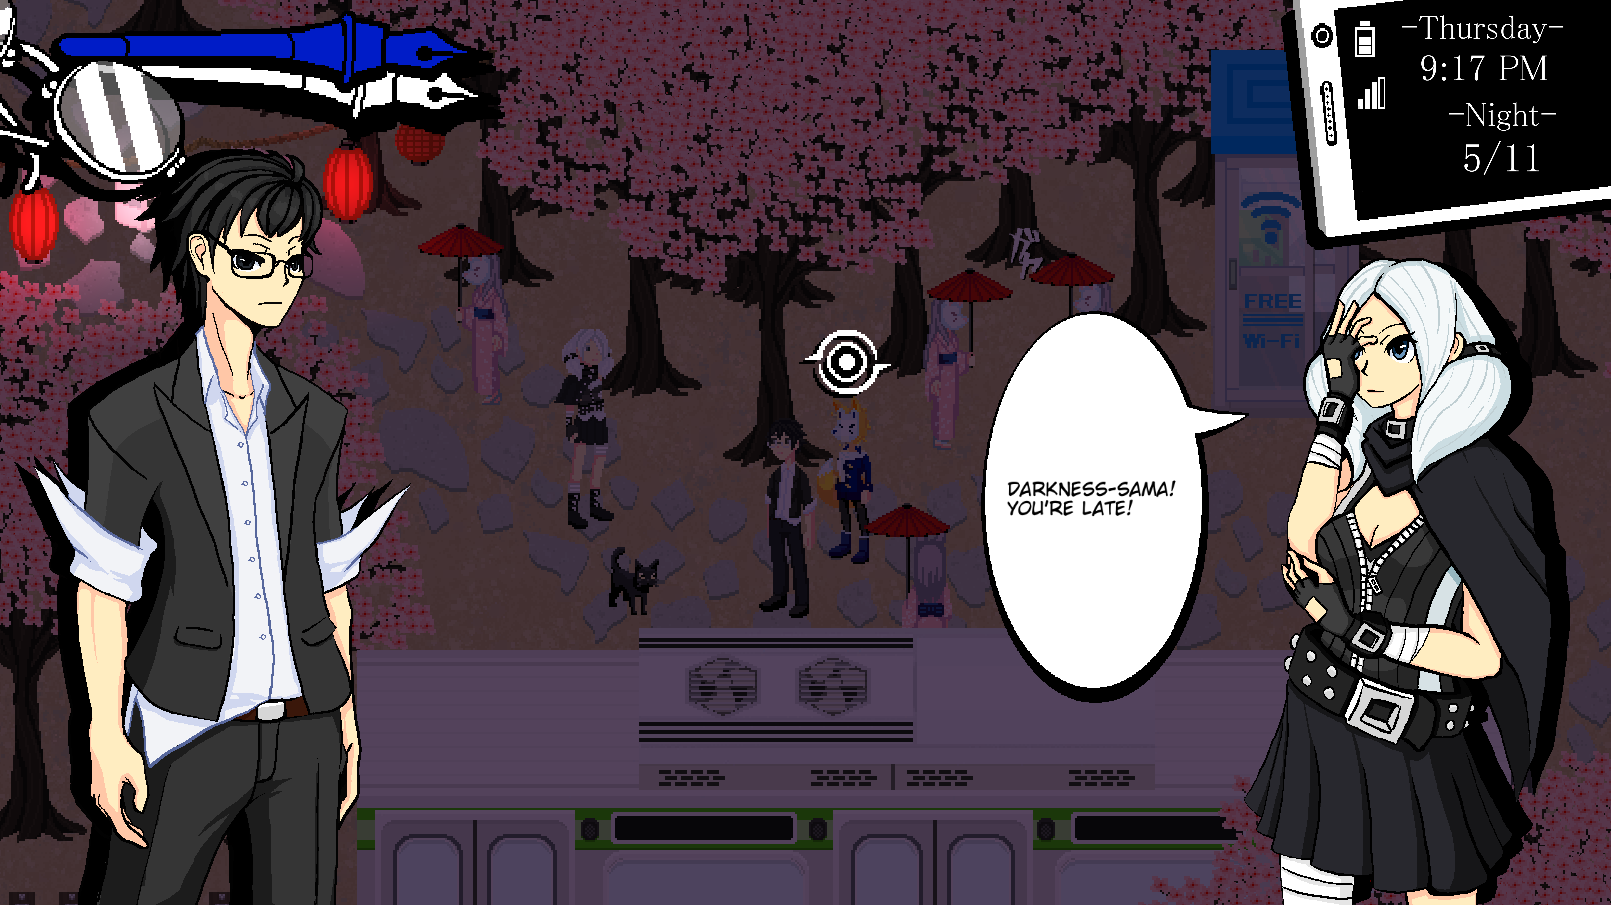 -Thursday-
9:17 PM
-Night-
5/11
FREE
Wi-Fi
DARKNESS-SAMA!
YOU'RE LATE!